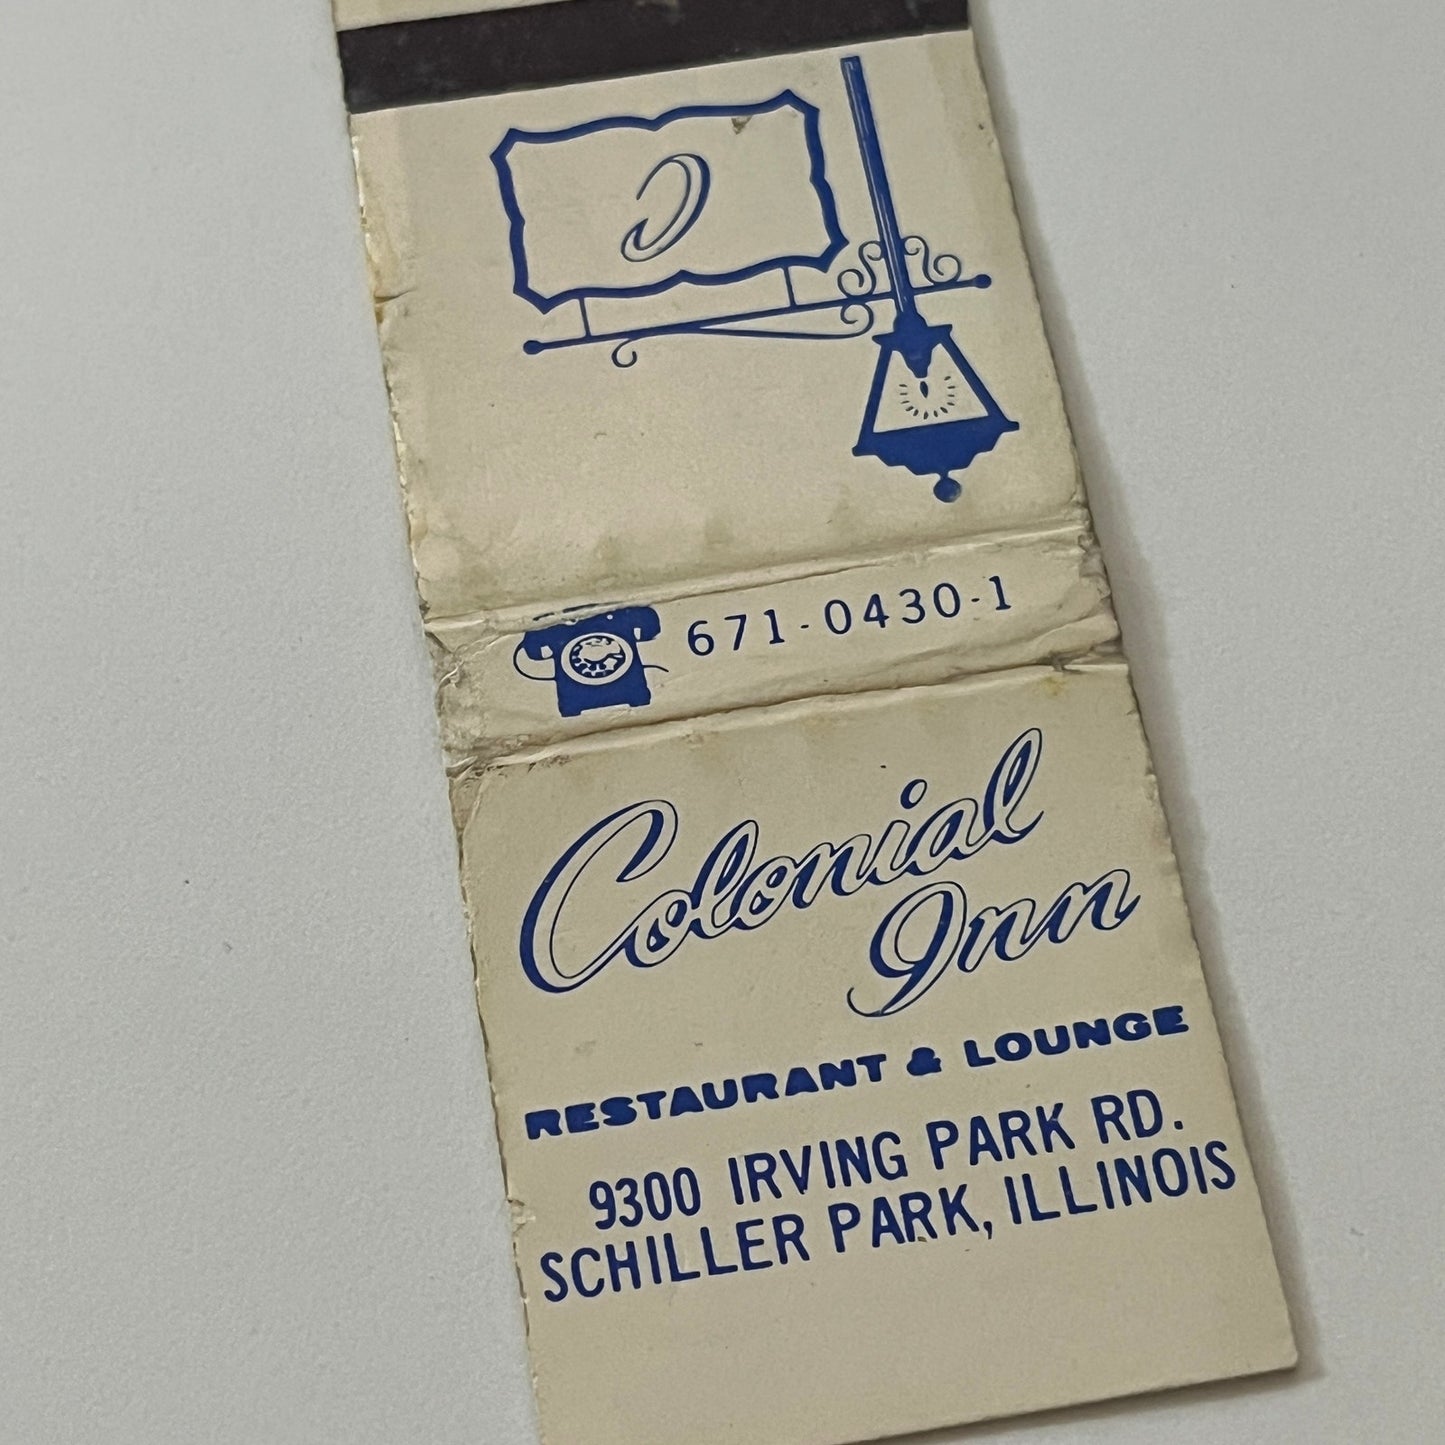 C
671-0430-1
Colonial
Inn
RESTAURANT & LOUNGE
9300 IRVING PARK RD.
SCHILLER PARK, ILLINOIS